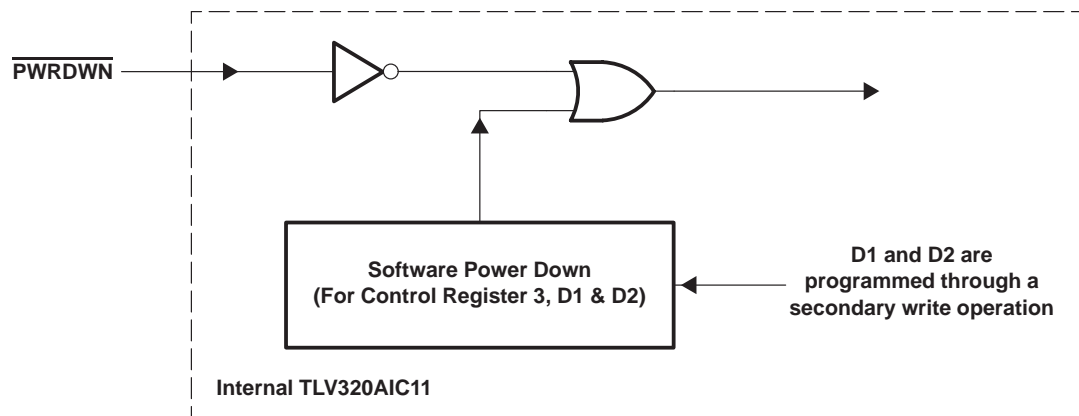 PWRDWN
Software Power Down
(For Control Register 3, D1 & D2)
D1 and D2 are
programmed through a
secondary write operation
Internal TLV320AIC11